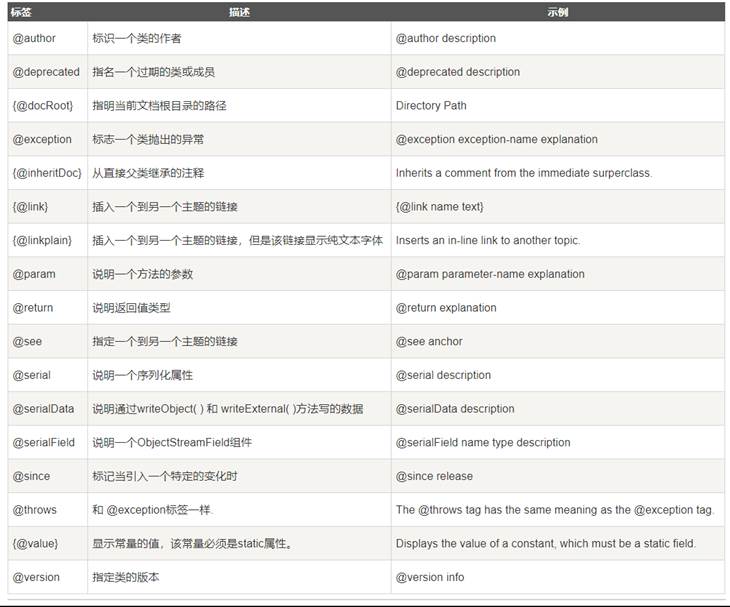 标签 描述 示例
@author 标识一个类的作者 @author description
@deprecated 指名一个过期的类或成员 @deprecated description
{@docRoot} 指明当前文档根目录的路径 Directory Path
@exception 标志一个类抛出的异常 @exception exception-name explanation
{@inheritDoc} 从直接父类继承的注释 Inherits a comment from the immediate surperclass.
{@link} 插入一个到另一个主题的链接 {@link name text}
{@linkplain} 插入一个到另一个主题的链接，但是该链接显示纯文本字体 Inserts an in-line link to another topic.
@param 说明一个方法的参数 @param parameter-name explanation
@return 说明返回值类型 @return explanation
@see 指定一个到另一个主题的链接 @see anchor
@serial 说明一个序列化属性 @serial description
@serialData 说明通过writeObject( ) 和 writeExternal( )方法写的数据 @serialData description
@serialField 说明一个ObjectStreamField组件 @serialField name type description
@since 标记当引入一个特定的变化时 @since release
@throws 和 @exception标签一样. The @throws tag has the same meaning as the @exception tag.
{@value} 显示常量的值，该常量必须是static属性。 Displays the value of a constant, which must be a static field.
@version 指定类的版本 @version info